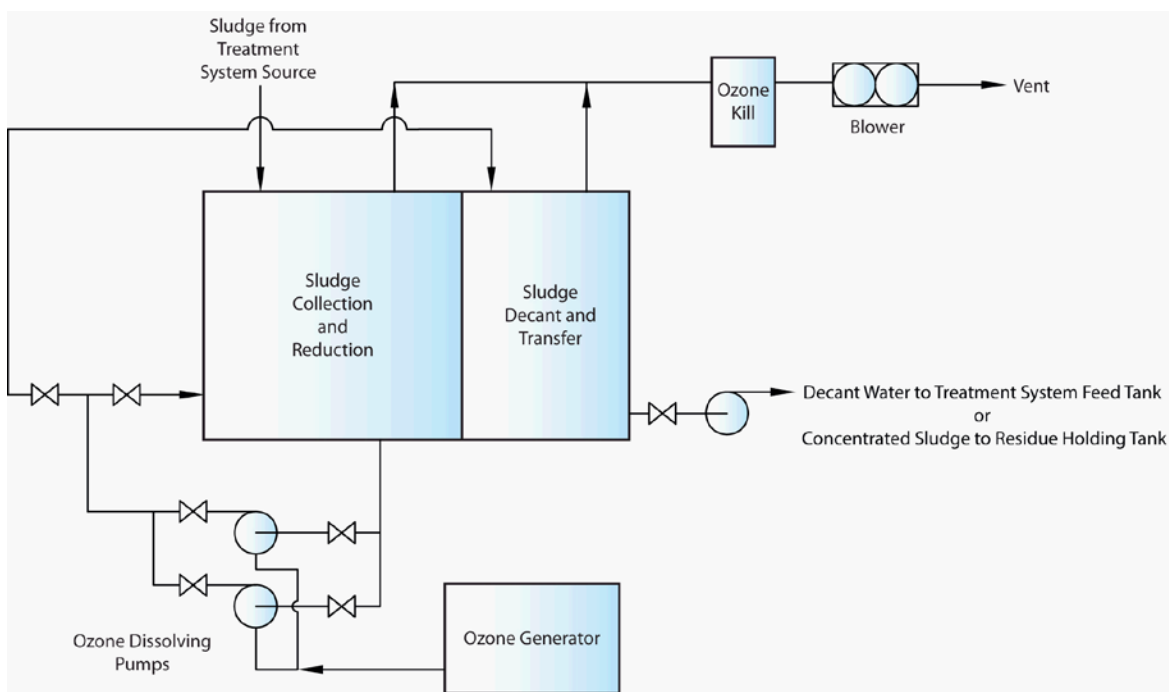 Sludge from
Treatment
System Source
Ozone
Kill
Vent
Blower
Sludge
Collection
and
Reduction
Sludge
Decant and
Transfer
Decant Water to Treatment System Feed Tank
or
Concentrated Sludge to Residue Holding Tank
Ozone Dissolving
Pumps
Ozone Generator